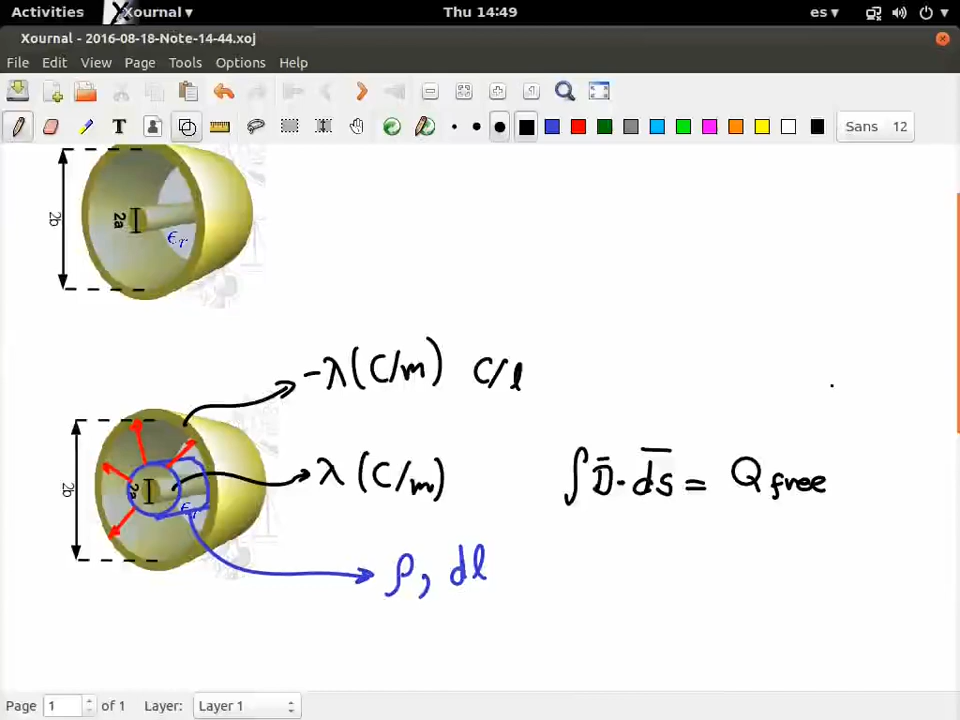 Activities Xournal ▾ Thu 14:49 es ▾
Xournal - 2016-08-18-Note-14-44.xoj
File Edit View Page Tools Options Help
T Sans 12
2b
2a
ϵr
-λ(C/m) C/l
2b
2a
ϵr
λ(C/m)
∫D̄·d̅s̅ = Q free
ρ, dl
Page 1 of 1 Layer: Layer 1